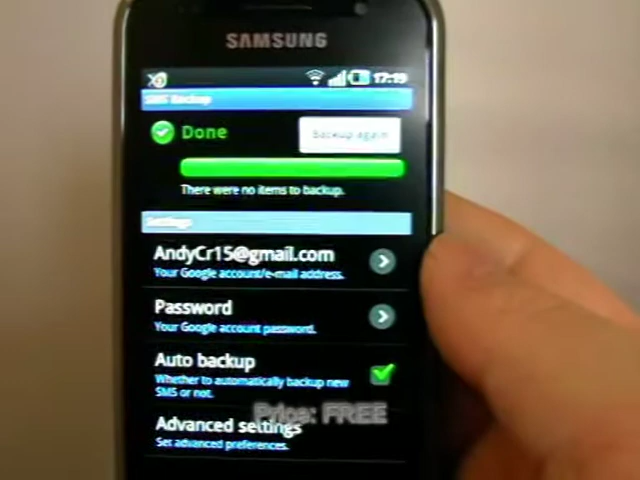 SAMSUNG
17:19
SMS Backup
Done
Backup again
There were no items to backup.
Settings
AndyCr15@gmail.com
Your Google account/e-mail address.
Password
Your Google account password.
Auto backup
Whether to automatically backup new
SMS or not.
Price: FREE
Advanced settings
Set advanced preferences.